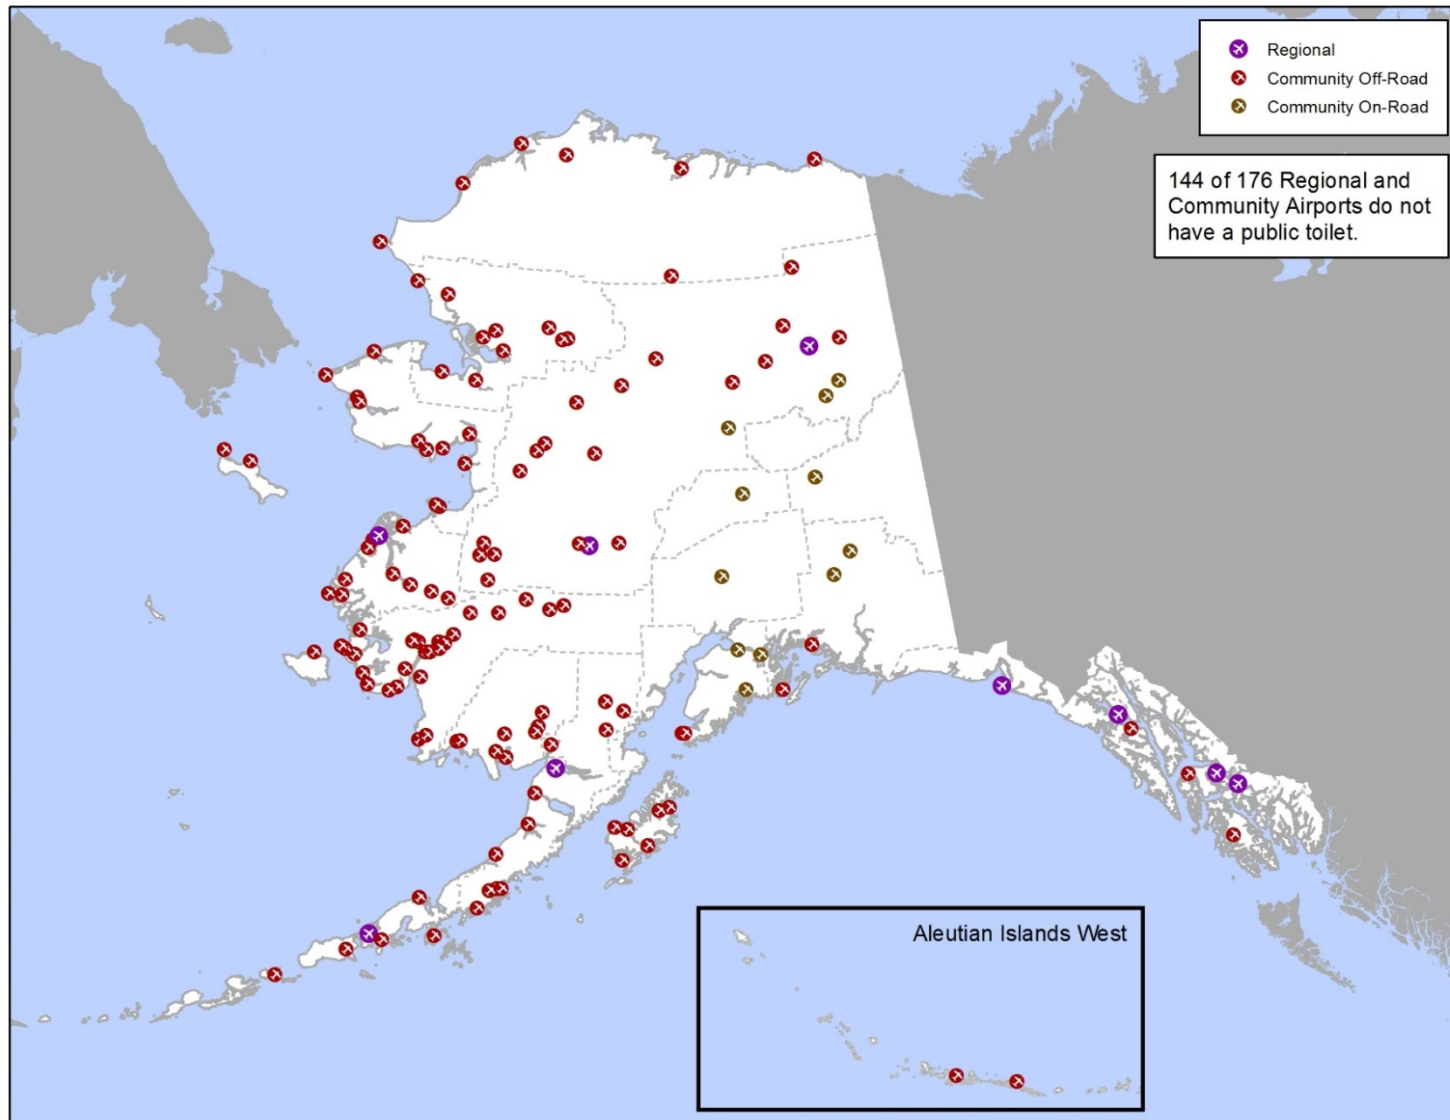 Regional
Community Off-Road
Community On-Road
144 of 176 Regional and
Community Airports do not
have a public toilet.
Aleutian Islands West